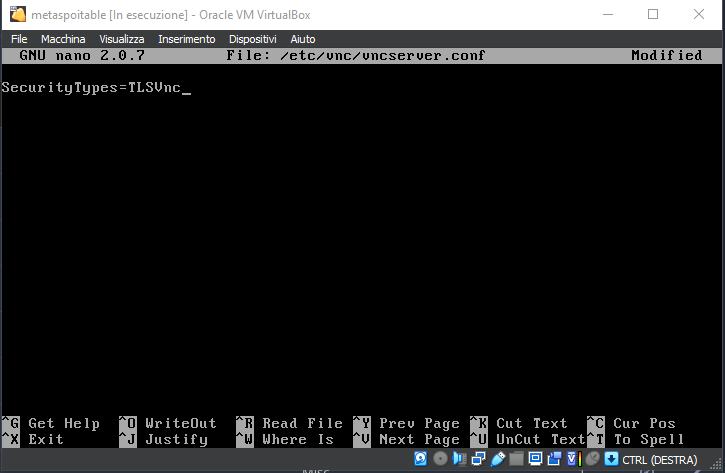 metaspoitable [In esecuzione] - Oracle VM VirtualBox
File Macchina Visualizza Inserimento Dispositivi Aiuto
GNU nano 2.0.7 File: /etc/vnc/vncserver.conf Modified
SecurityTypes=TLSVnc_
^G Get Help ^O WriteOut ^R Read File ^Y Prev Page ^K Cut Text ^C Cur Pos
^X Exit ^J Justify ^W Where Is ^V Next Page ^U UnCut Text ^T To Spell
CTRL (DESTRA)